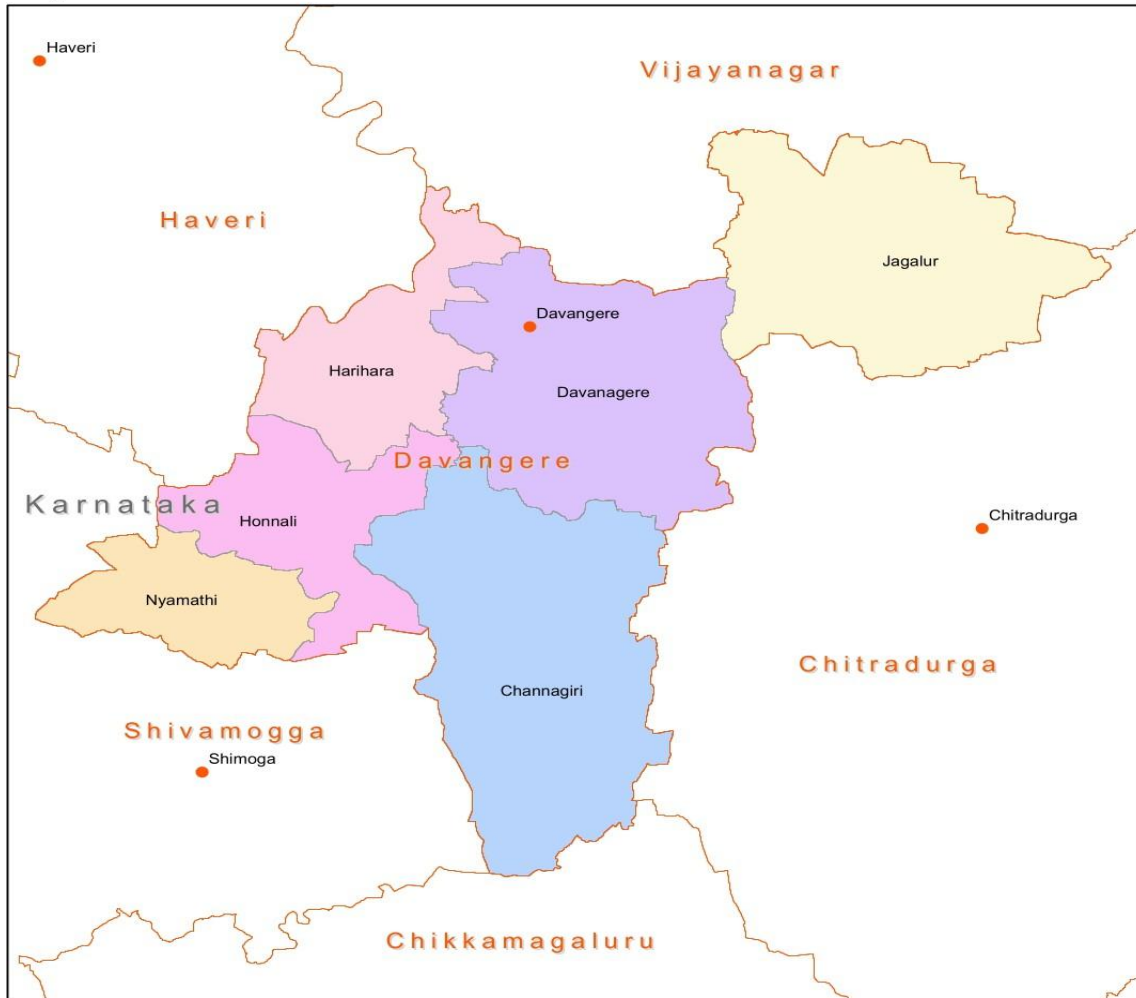 Haveri
Vijayanagar
Haveri
Jagalur
Davangere
Harihara
Davanagere
Davangere
Karnataka
Honnali
Chitradurga
Nyamathi
Chitradurga
Channagiri
Shivamogga
Shimoga
Chikkamagaluru